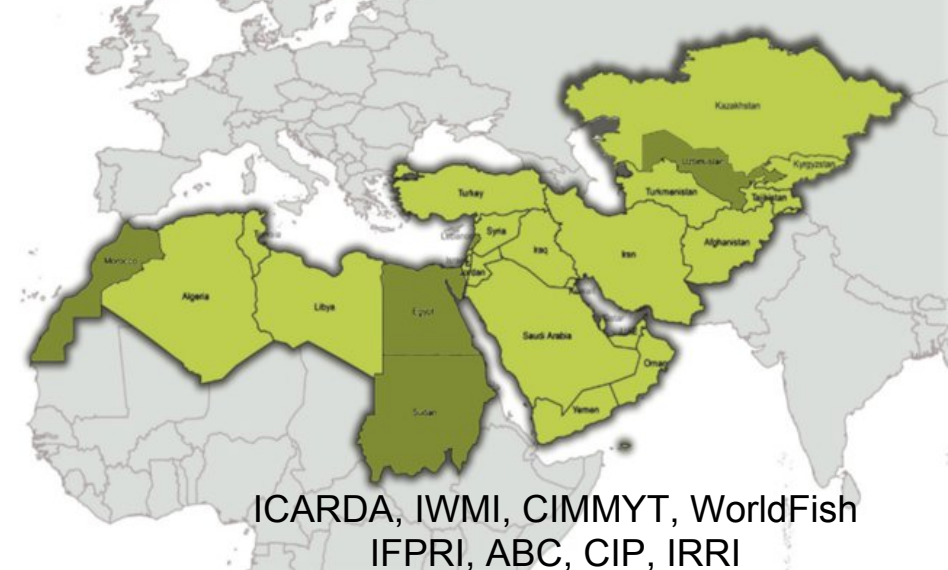 Kazakhstan
Uzbekistan
Kyrgyzstan
Turkey
Turkmenistan
Tajikistan
Syria
Lebanon
Afghanistan
Iraq
Iran
Morocco
Jordan
Algeria
Libya
Egypt
Saudi Arabia
Oman
Yemen
Sudan
ICARDA, IWMI, CIMMYT, WorldFish
IFPRI, ABC, CIP, IRRI